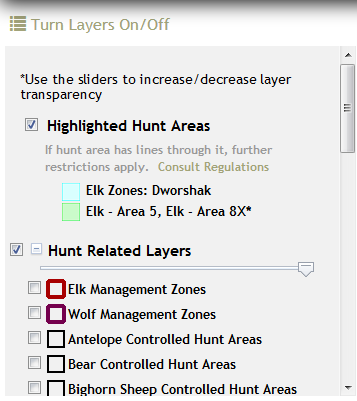 Turn Layers On/Off
*Use the sliders to increase/decrease layer
transparency
Highlighted Hunt Areas
If hunt area has lines through it, further
restrictions apply. Consult Regulations
Elk Zones: Dworshak
Elk - Area 5, Elk - Area 8X*
Hunt Related Layers
Elk Management Zones
Wolf Management Zones
Antelope Controlled Hunt Areas
Bear Controlled Hunt Areas
Bighorn Sheep Controlled Hunt Areas